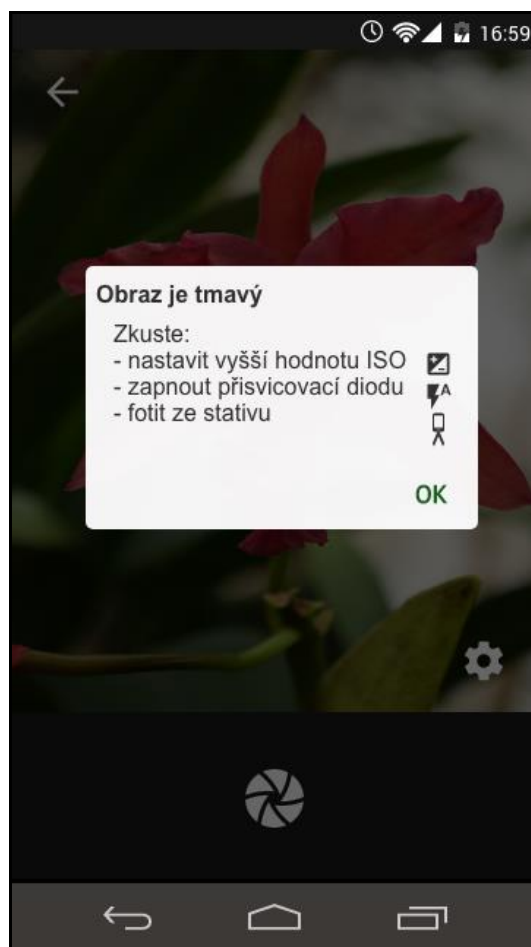 16:59
Obraz je tmavý
Zkuste:
- nastavit vyšší hodnotu ISO
- zapnout přisvicovací diodu
- fotit ze stativu
A
OK